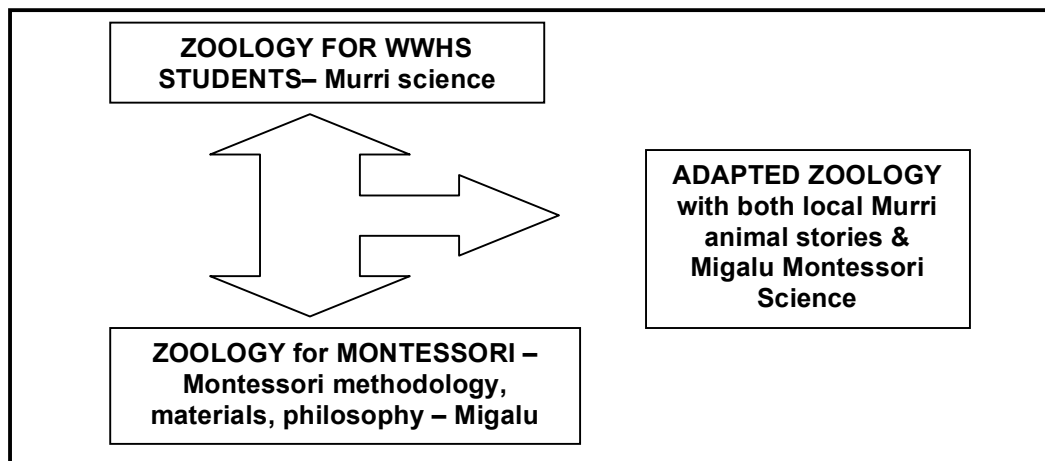 ZOOLOGY FOR WWHS
STUDENTS– Murri science
ADAPTED ZOOLOGY
with both local Murri
animal stories &
Migalu Montessori
Science
ZOOLOGY for MONTESSORI –
Montessori methodology,
materials, philosophy – Migalu